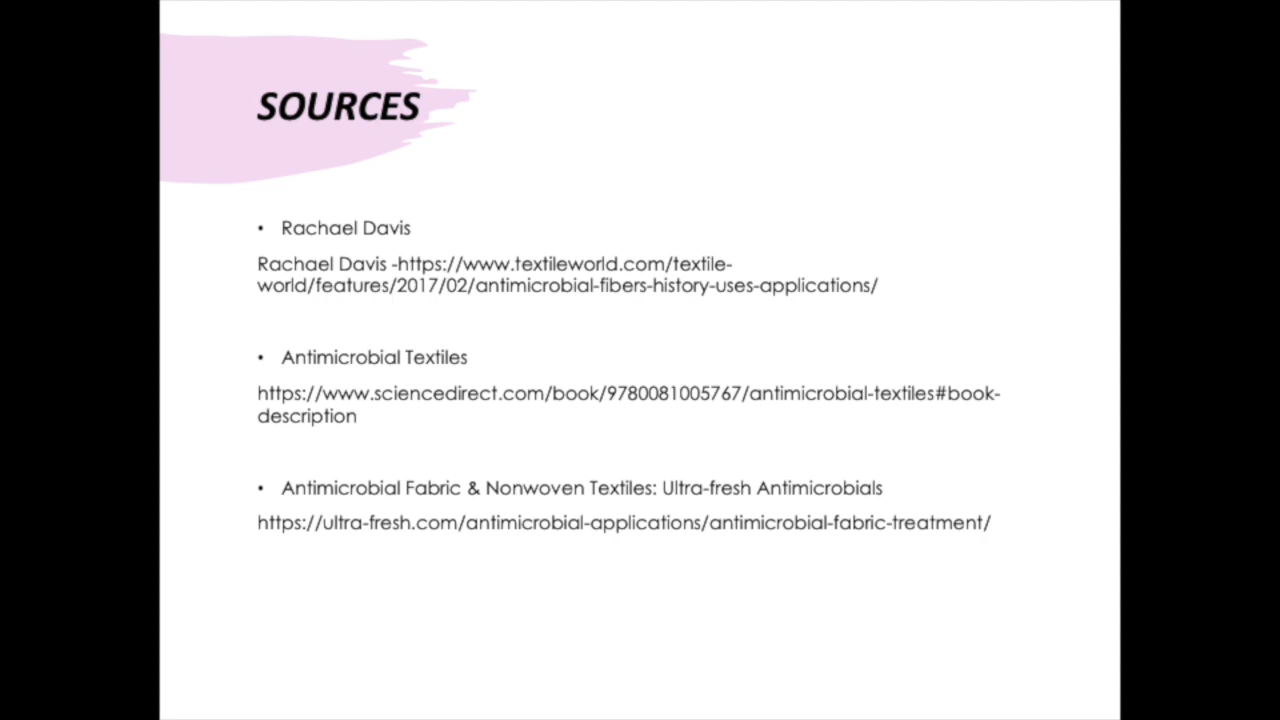 SOURCES
• Rachael Davis
Rachael Davis -https://www.textileworld.com/textile-
world/features/2017/02/antimicrobial-fibers-history-uses-applications/
• Antimicrobial Textiles
https://www.sciencedirect.com/book/9780081005767/antimicrobial-textiles#book-
description
• Antimicrobial Fabric & Nonwoven Textiles: Ultra-fresh Antimicrobials
https://ultra-fresh.com/antimicrobial-applications/antimicrobial-fabric-treatment/